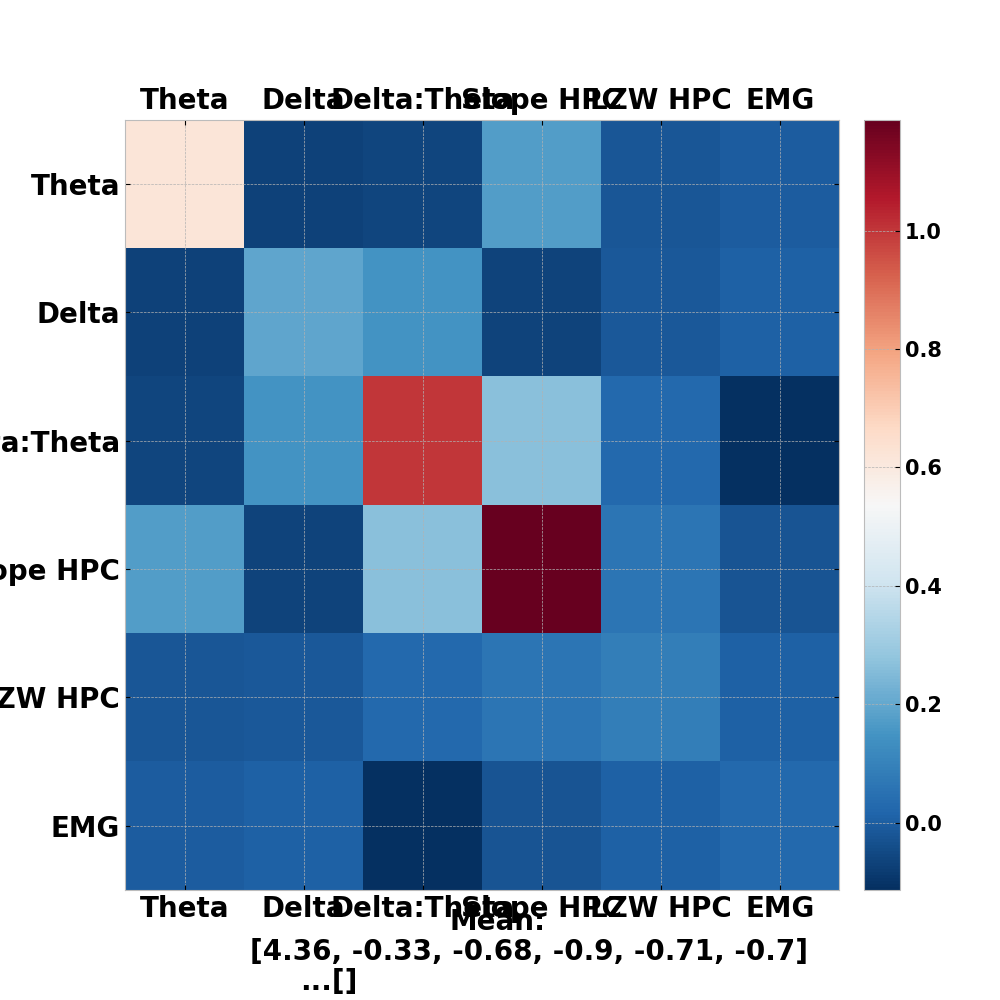 Theta Delta Delta:Theta Slope HPC LZW HPC EMG
Theta
Delta
a:Theta
ope HPC
ZW HPC
EMG
1.0
0.8
0.6
0.4
0.2
0.0
Theta Delta Delta:Theta Slope HPC LZW HPC EMG
Mean:
[4.36, -0.33, -0.68, -0.9, -0.71, -0.7]
...[]